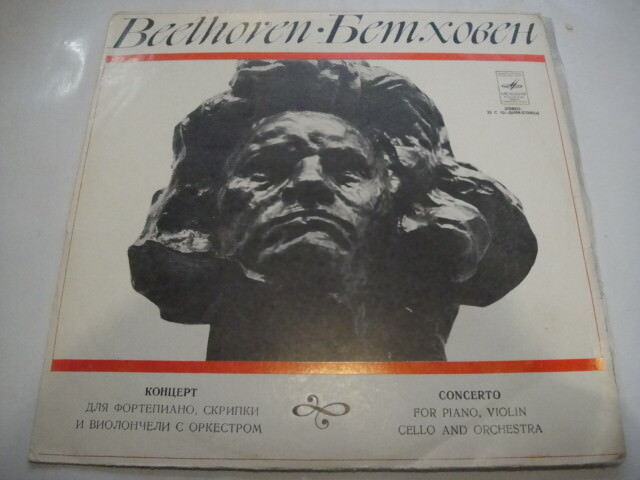 Beethoven · Бетховен
КОНЦЕРТ
ДЛЯ ФОРТЕПИАНО, СКРИПКИ
И ВИОЛОНЧЕЛИ С ОРКЕСТРОМ
CONCERTO
FOR PIANO, VIOLIN
CELLO AND ORCHESTRA